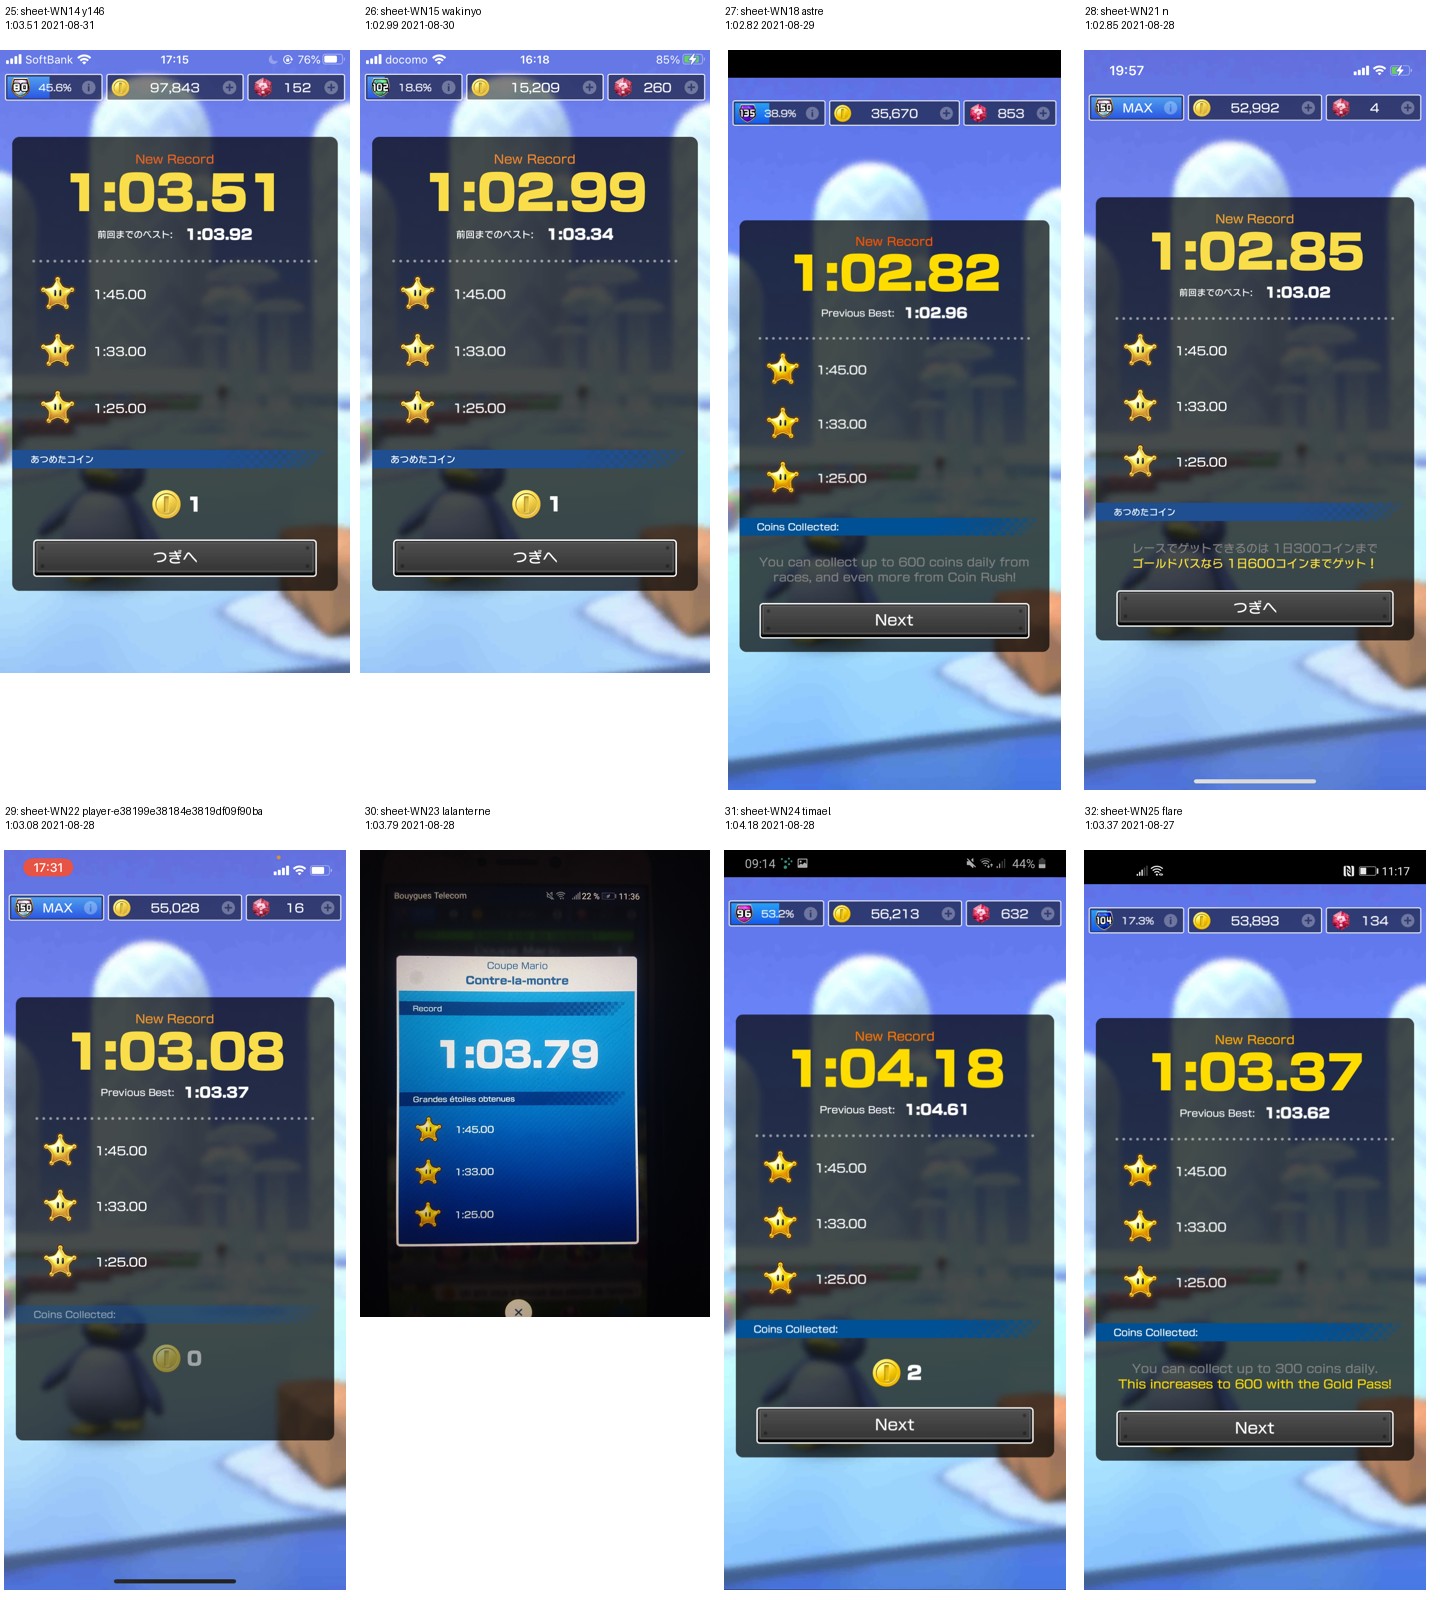 25: sheet-WN14 y146
1:03.51 2021-08-31
SoftBank 17:15 76%
80 45.6% 97,843 152
New Record
1:03.51
前回までのベスト: 1:03.92
1:45.00
1:33.00
1:25.00
あつめたコイン
1
つぎへ
26: sheet-WN15 wakinyo
1:02.99 2021-08-30
docomo 16:18 85%
102 18.6% 15,209 260
New Record
1:02.99
前回までのベスト: 1:03.34
1:45.00
1:33.00
1:25.00
あつめたコイン
1
つぎへ
27: sheet-WN18 astre
1:02.82 2021-08-29
135 38.9% 35,670 853
New Record
1:02.82
Previous Best: 1:02.96
1:45.00
1:33.00
1:25.00
Coins Collected:
You can collect up to 600 coins daily from
races, and even more from Coin Rush!
Next
28: sheet-WN21 n
1:02.85 2021-08-28
19:57
150 MAX 52,992 4
New Record
1:02.85
前回までのベスト: 1:03.02
1:45.00
1:33.00
1:25.00
あつめたコイン
レースでゲットできるのは 1日300コインまで
ゴールドパスなら 1日600コインまでゲット！
つぎへ
29: sheet-WN22 player-e38199e38184e3819df09f90ba
1:03.08 2021-08-28
17:31
150 MAX 55,028 16
New Record
1:03.08
Previous Best: 1:03.37
1:45.00
1:33.00
1:25.00
Coins Collected:
0
30: sheet-WN23 lalanterne
1:03.79 2021-08-28
Bouygues Telecom 22 % 11:36
Coupe Mario
Contre-la-montre
Record
1:03.79
Grandes étoiles obtenues
1:45.00
1:33.00
1:25.00
31: sheet-WN24 timael
1:04.18 2021-08-28
09:14 44%
96 53.2% 56,213 632
New Record
1:04.18
Previous Best: 1:04.61
1:45.00
1:33.00
1:25.00
Coins Collected:
2
Next
32: sheet-WN25 flare
1:03.37 2021-08-27
11:17
104 17.3% 53,893 134
New Record
1:03.37
Previous Best: 1:03.62
1:45.00
1:33.00
1:25.00
Coins Collected:
You can collect up to 300 coins daily.
This increases to 600 with the Gold Pass!
Next